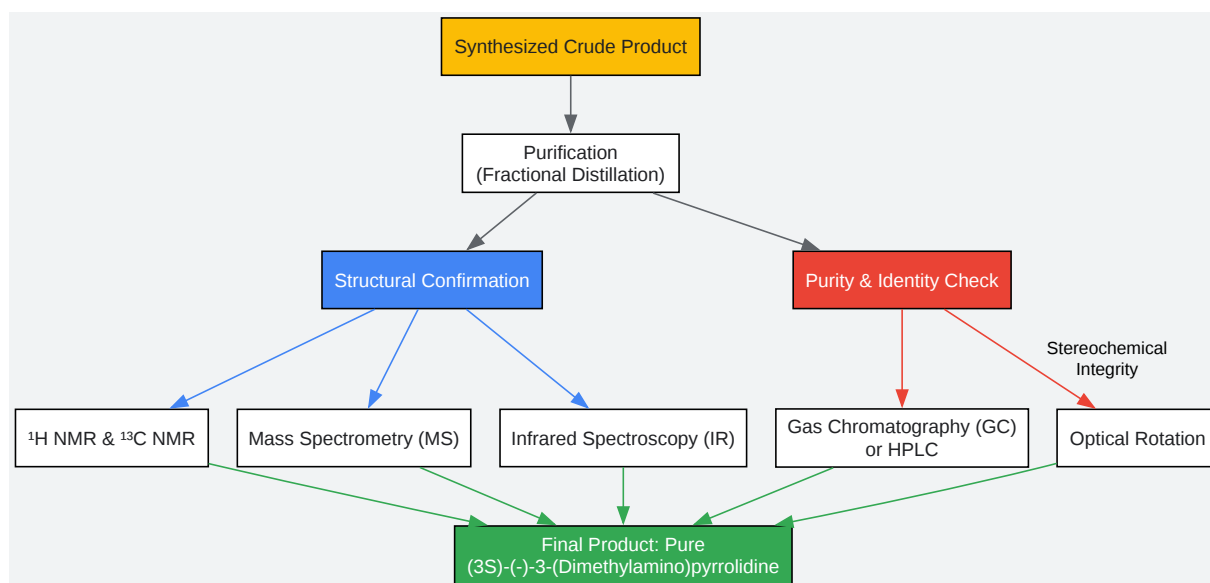 Synthesized Crude Product
Purification
(Fractional Distillation)
Structural Confirmation
Purity & Identity Check
Stereochemical
Integrity
¹H NMR & ¹³C NMR
Mass Spectrometry (MS)
Infrared Spectroscopy (IR)
Gas Chromatography (GC)
or HPLC
Optical Rotation
Final Product: Pure
(3S)-(-)-3-(Dimethylamino)pyrrolidine